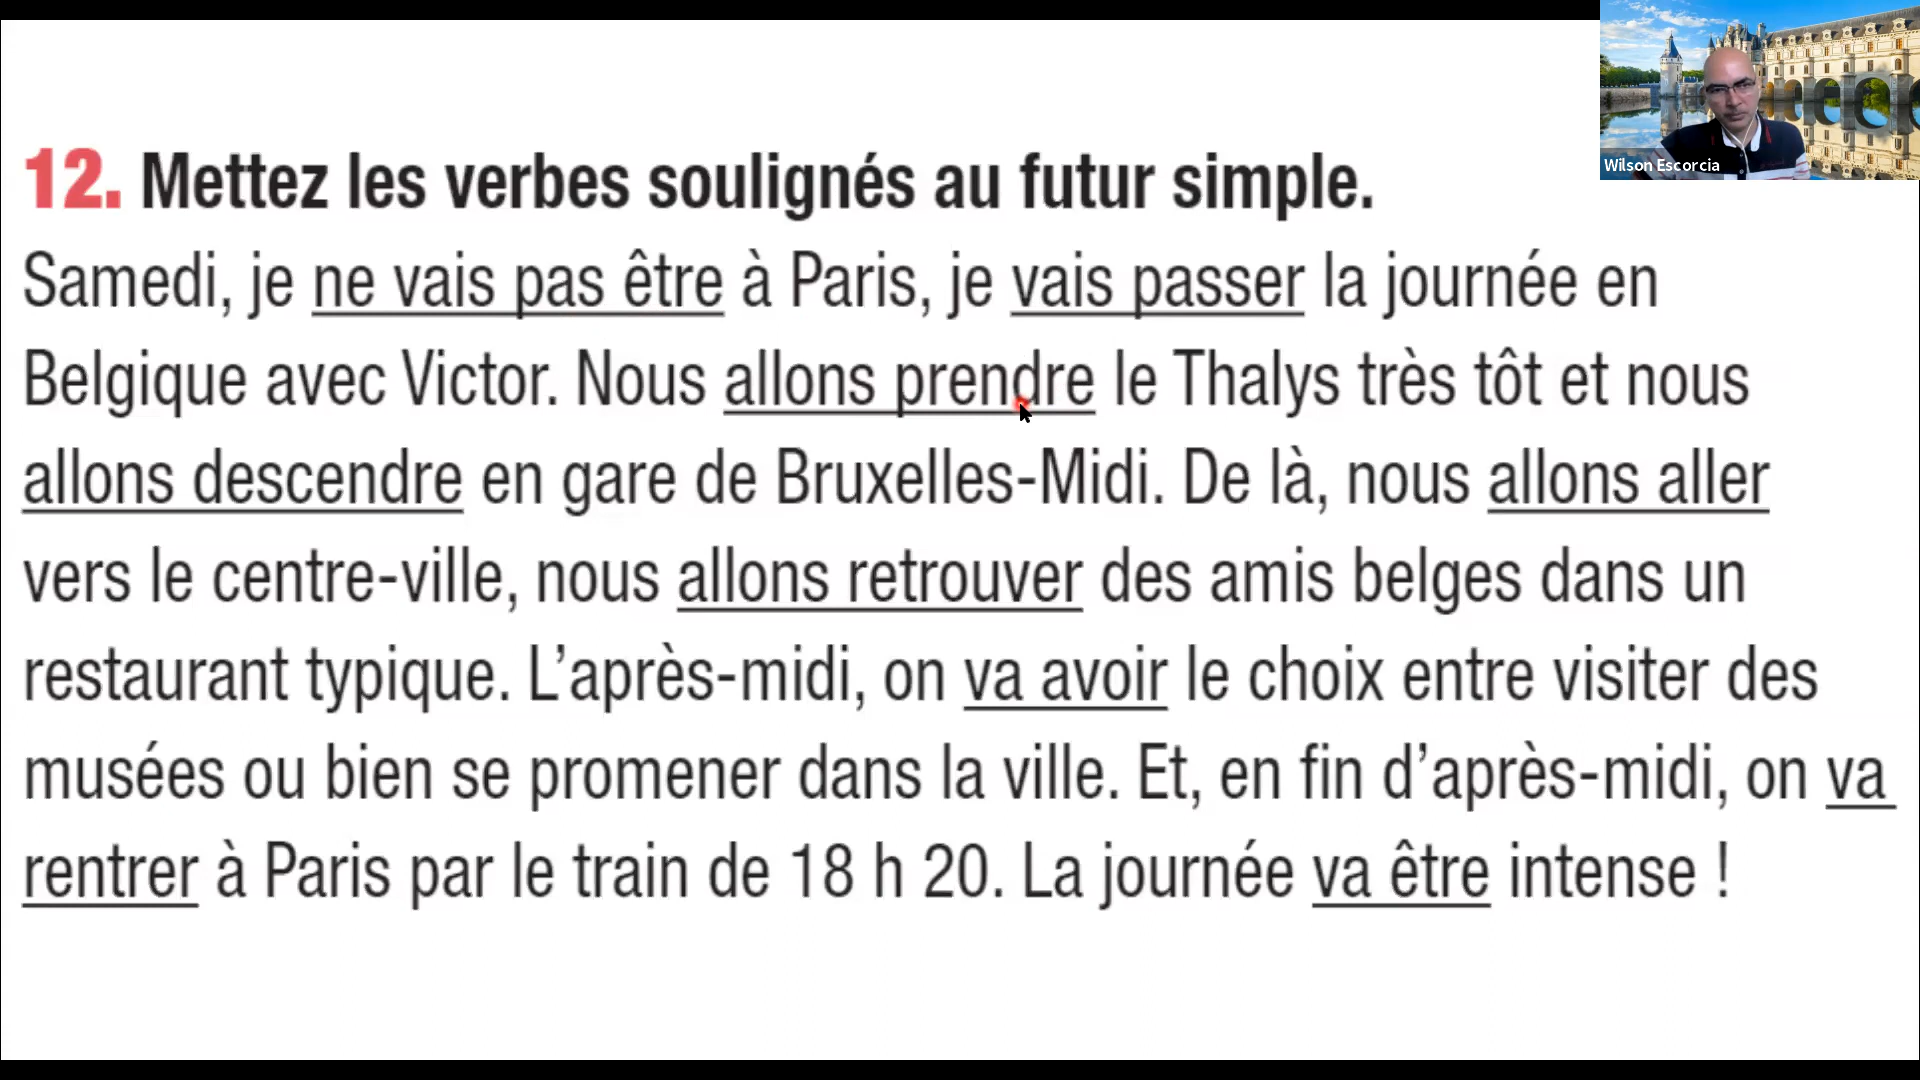 12. Mettez les verbes soulignés au futur simple.
Samedi, je ne vais pas être à Paris, je vais passer la journée en
Belgique avec Victor. Nous allons prendre le Thalys très tôt et nous
allons descendre en gare de Bruxelles-Midi. De là, nous allons aller
vers le centre-ville, nous allons retrouver des amis belges dans un
restaurant typique. L’après-midi, on va avoir le choix entre visiter des
musées ou bien se promener dans la ville. Et, en fin d’après-midi, on va
rentrer à Paris par le train de 18 h 20. La journée va être intense !
Wilson Escorcia